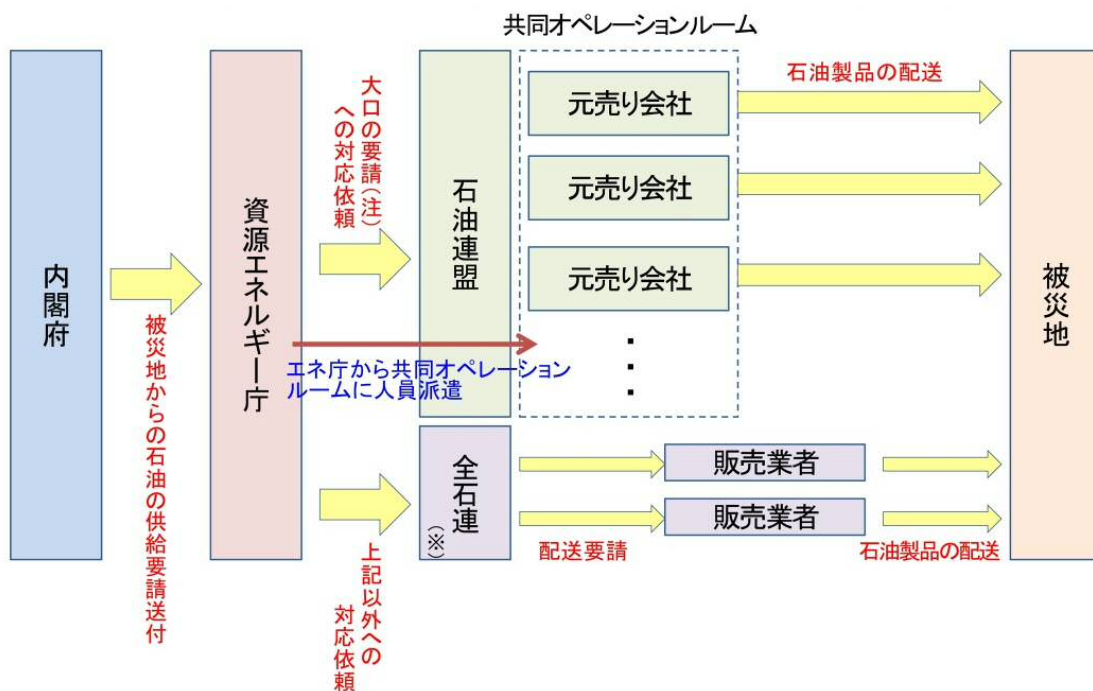 共同オペレーションルーム
内閣府
被災地からの石油の供給要請送付
資源エネルギー庁
大口の要請(注)
への対応依頼
エネ庁から共同オペレーション
ルームに人員派遣
上記以外への
対応依頼
石油連盟
元売り会社
元売り会社
元売り会社
・
・
・
石油製品の配送
全石連
(※)
配送要請
販売業者
販売業者
石油製品の配送
被災地